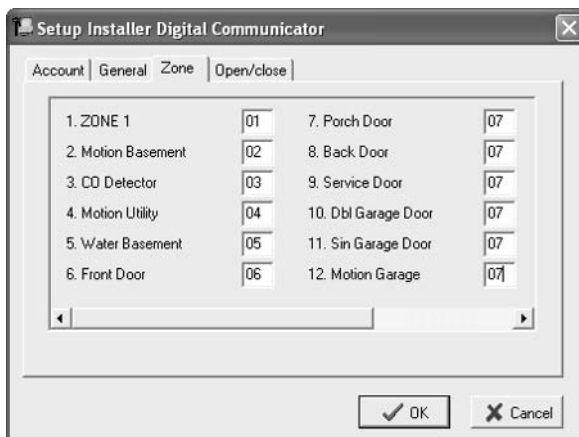 Setup Installer Digital Communicator
Account General Zone Open/close
1. ZONE 1 01 7. Porch Door 07
2. Motion Basement 02 8. Back Door 07
3. CO Detector 03 9. Service Door 07
4. Motion Utility 04 10. Dbl Garage Door 07
5. Water Basement 05 11. Sin Garage Door 07
6. Front Door 06 12. Motion Garage 07
OK Cancel